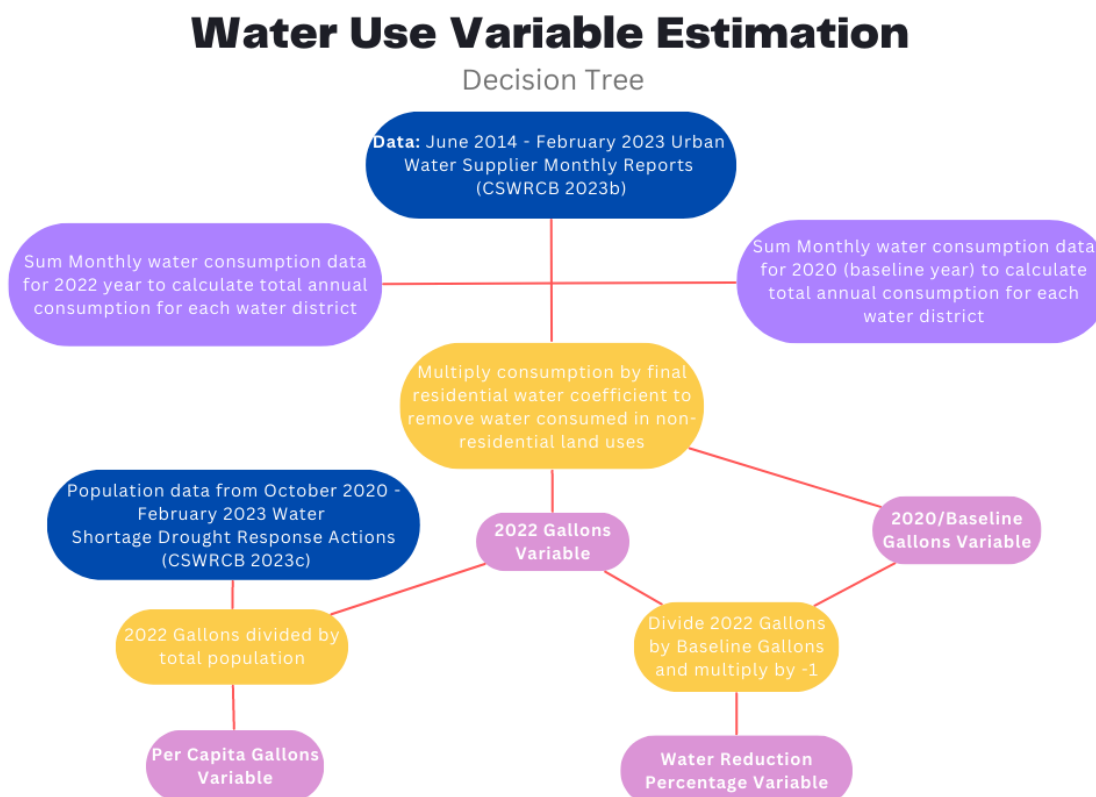 Water Use Variable Estimation
Decision Tree
Data: June 2014 - February 2023 Urban
Water Supplier Monthly Reports
(CSWRCB 2023b)
Sum Monthly water consumption data
for 2022 year to calculate total annual
consumption for each water district
Sum Monthly water consumption data
for 2020 (baseline year) to calculate
total annual consumption for each
water district
Multiply consumption by final
residential water coefficient to
remove water consumed in non-
residential land uses
Population data from October 2020 -
February 2023 Water
Shortage Drought Response Actions
(CSWRCB 2023c)
2022 Gallons
Variable
2020/Baseline
Gallons Variable
2022 Gallons divided by
total population
Divide 2022 Gallons
by Baseline Gallons
and multiply by -1
Per Capita Gallons
Variable
Water Reduction
Percentage Variable